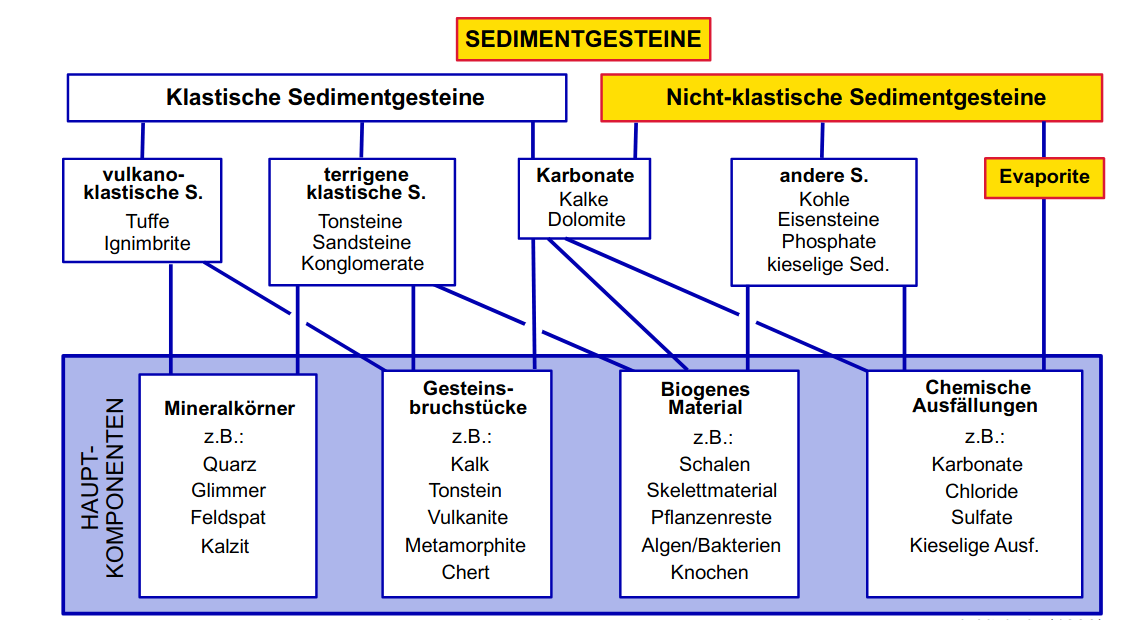 SEDIMENTGESTEINE
Klastische Sedimentgesteine
Nicht-klastische Sedimentgesteine
vulkano-
klastische S.
Tuffe
Ignimbrite
terrigene
klastische S.
Tonsteine
Sandsteine
Konglomerate
Karbonate
Kalke
Dolomite
andere S.
Kohle
Eisensteine
Phosphate
kieselige Sed.
Evaporite
HAUPT-
KOMPONENTEN
Mineralkörner
z.B.:
Quarz
Glimmer
Feldspat
Kalzit
Gesteins-
bruchstücke
z.B.:
Kalk
Tonstein
Vulkanite
Metamorphite
Chert
Biogenes
Material
z.B.:
Schalen
Skelettmaterial
Pflanzenreste
Algen/Bakterien
Knochen
Chemische
Ausfällungen
z.B.:
Karbonate
Chloride
Sulfate
Kieselige Ausf.